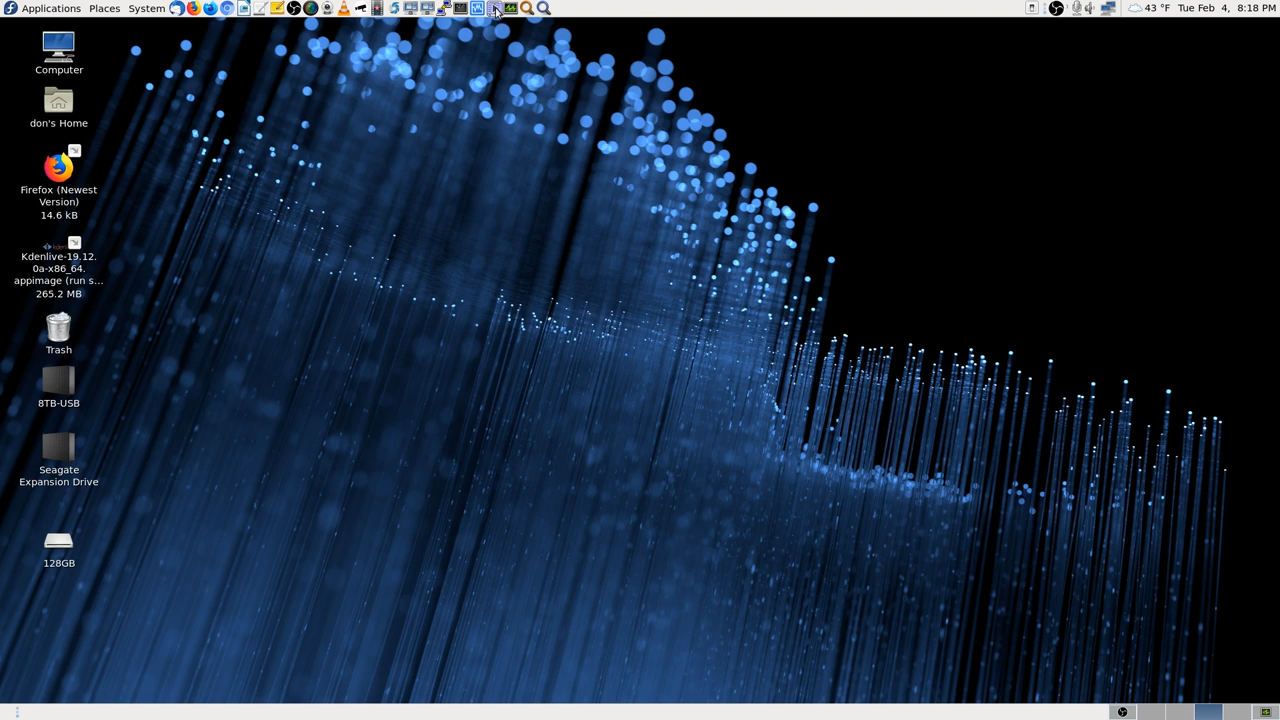 Applications Places System
43 °F Tue Feb 4, 8:18 PM
Computer
don's Home
Firefox (Newest
Version)
14.6 kB
Kdenlive-19.12.
0a-x86_64.
appimage (run s...
265.2 MB
Trash
8TB-USB
Seagate
Expansion Drive
128GB